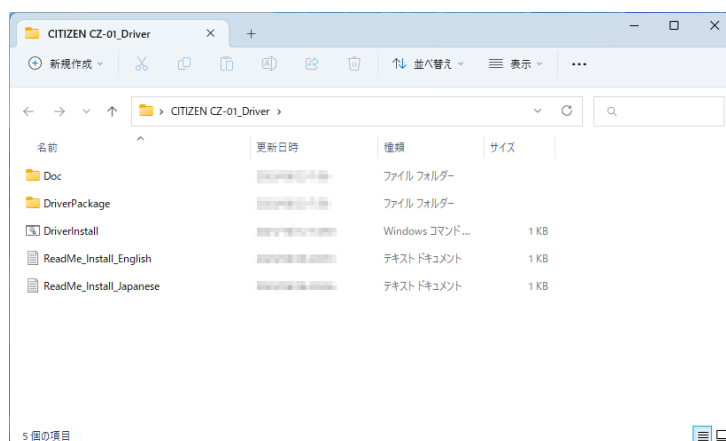 CITIZEN CZ-01_Driver
新規作成
並べ替え
表示
CITIZEN CZ-01_Driver
名前 更新日時 種類 サイズ
Doc ファイル フォルダー
DriverPackage ファイル フォルダー
DriverInstall Windows コマンド ... 1 KB
ReadMe_Install_English テキスト ドキュメント 1 KB
ReadMe_Install_Japanese テキスト ドキュメント 1 KB
5 個の項目